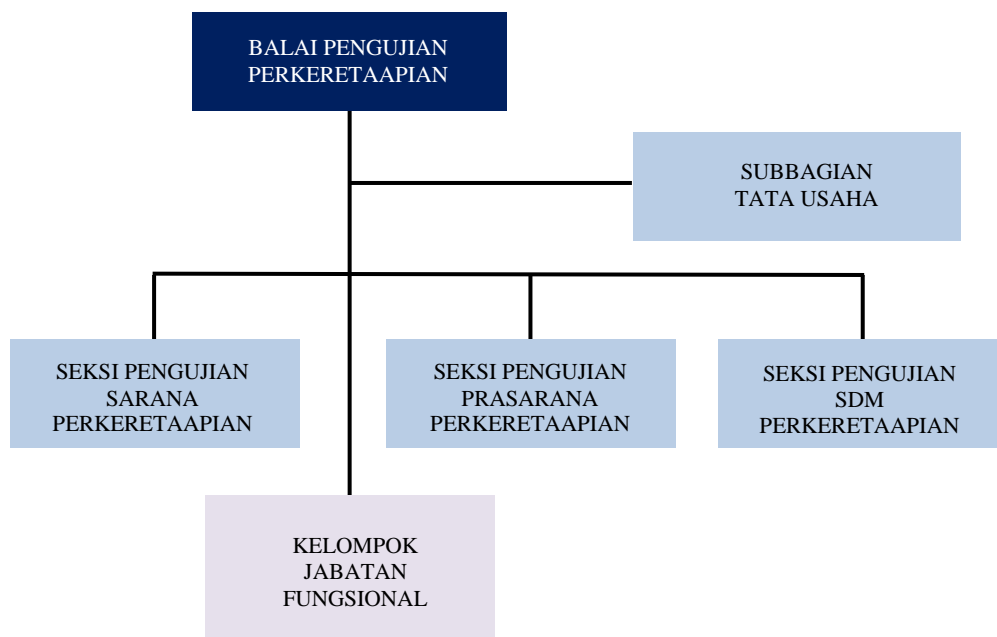 BALAI PENGUJIAN
PERKERETAAPIAN
SUBBAGIAN
TATA USAHA
SEKSI PENGUJIAN
SARANA
PERKERETAAPIAN
SEKSI PENGUJIAN
PRASARANA
PERKERETAAPIAN
SEKSI PENGUJIAN
SDM
PERKERETAAPIAN
KELOMPOK
JABATAN
FUNGSIONAL